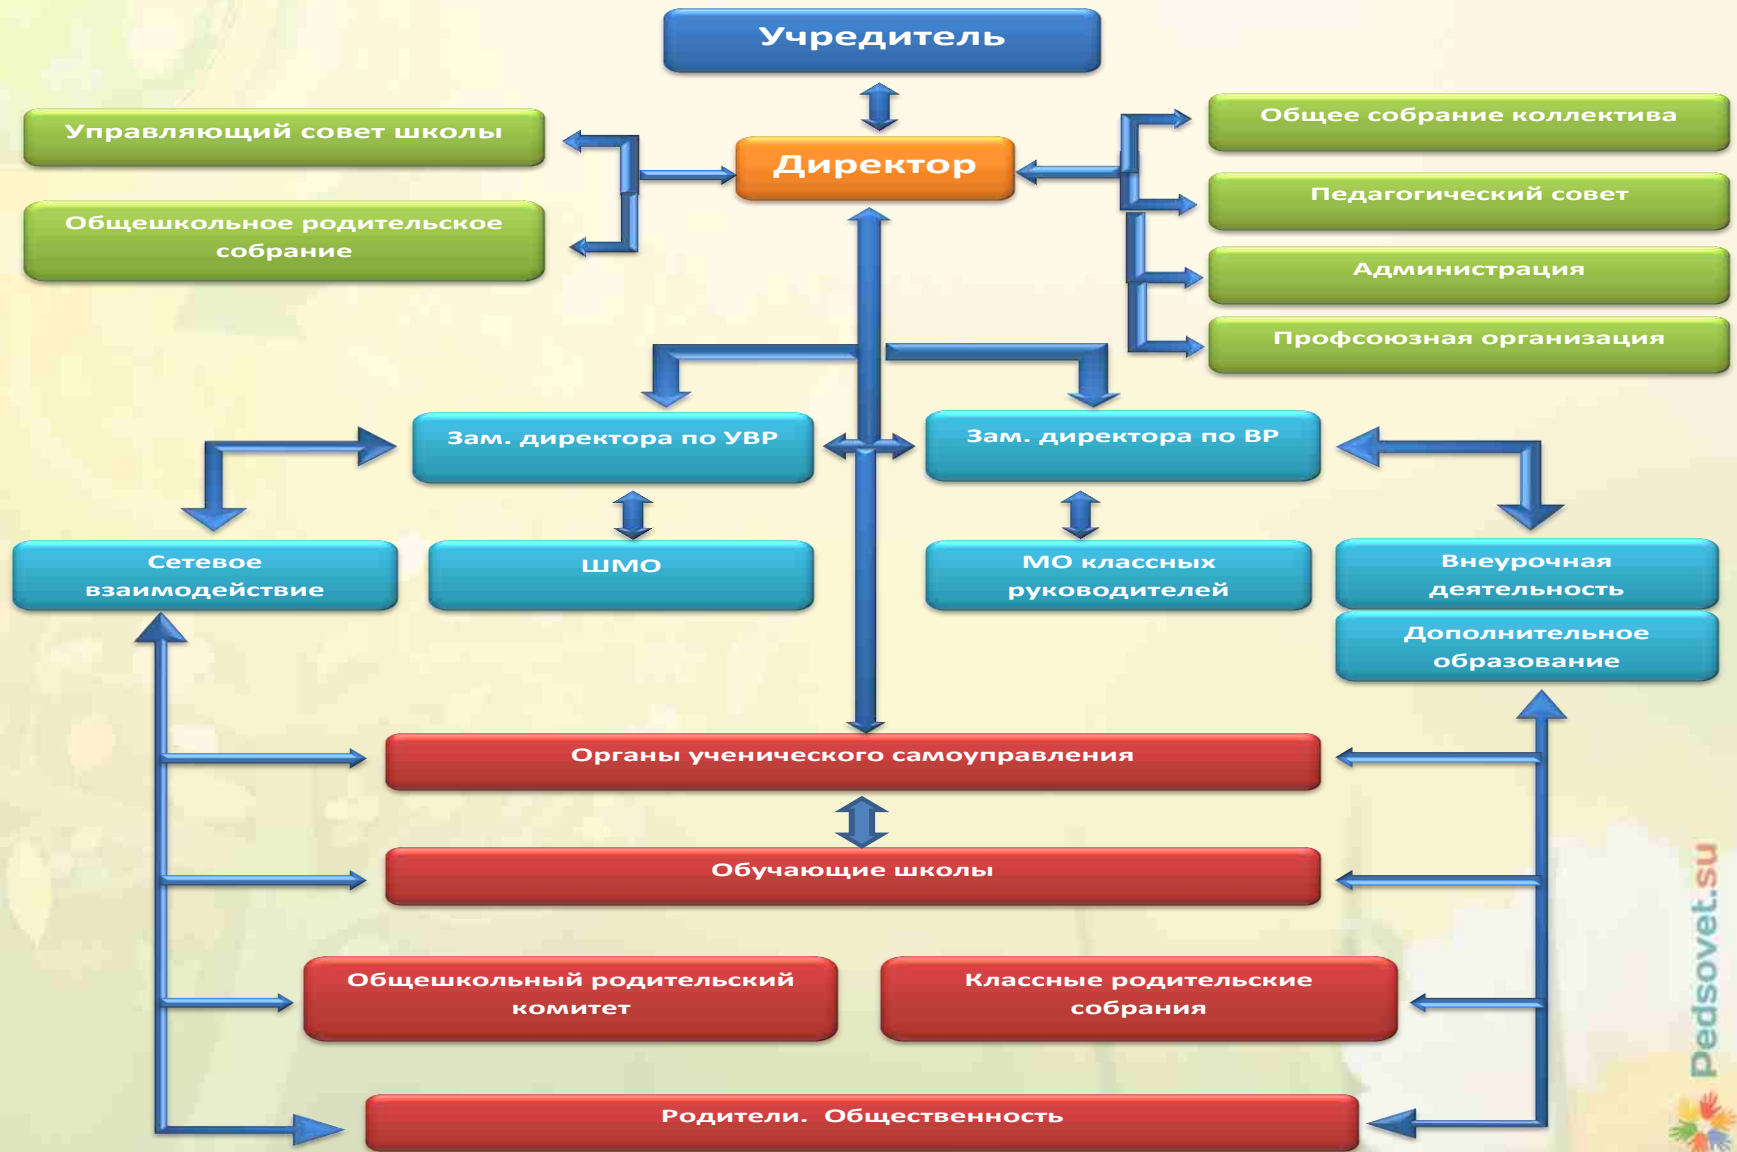 Учредитель
Управляющий совет школы
Общешкольное родительское
собрание
Директор
Общее собрание коллектива
Педагогический совет
Администрация
Профсоюзная организация
Зам. директора по УВР
Зам. директора по ВР
Сетевое
взаимодействие
ШМО
МО классных
руководителей
Внеурочная
деятельность
Дополнительное
образование
Органы ученического самоуправления
Обучающие школы
Общешкольный родительский
комитет
Классные родительские
собрания
Родители. Общественность
Pedsovet.su